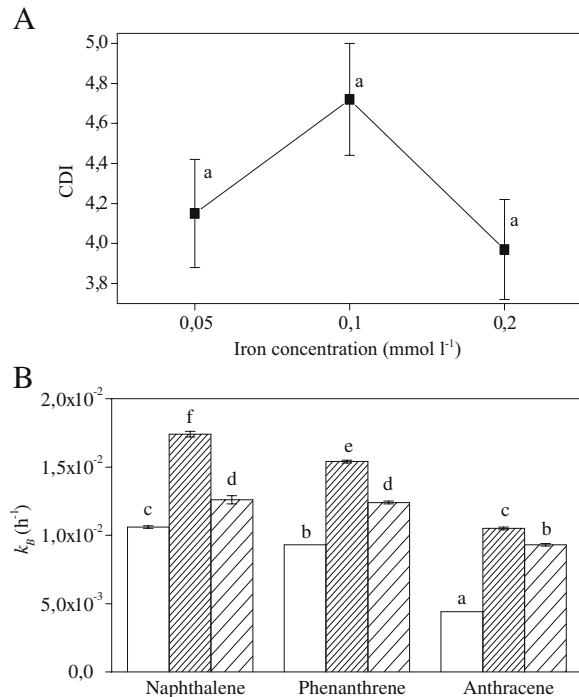 A
5,0
4,8
4,6
4,4
4,2
4,0
3,8
CDI
a
a
a
0,05
0,1
0,2
Iron concentration (mmol l⁻¹)
B
2,0x10⁻²
1,5x10⁻²
1,0x10⁻²
5,0x10⁻³
0,0
k_B (h⁻¹)
c
f
d
b
e
d
a
c
b
Naphthalene
Phenanthrene
Anthracene